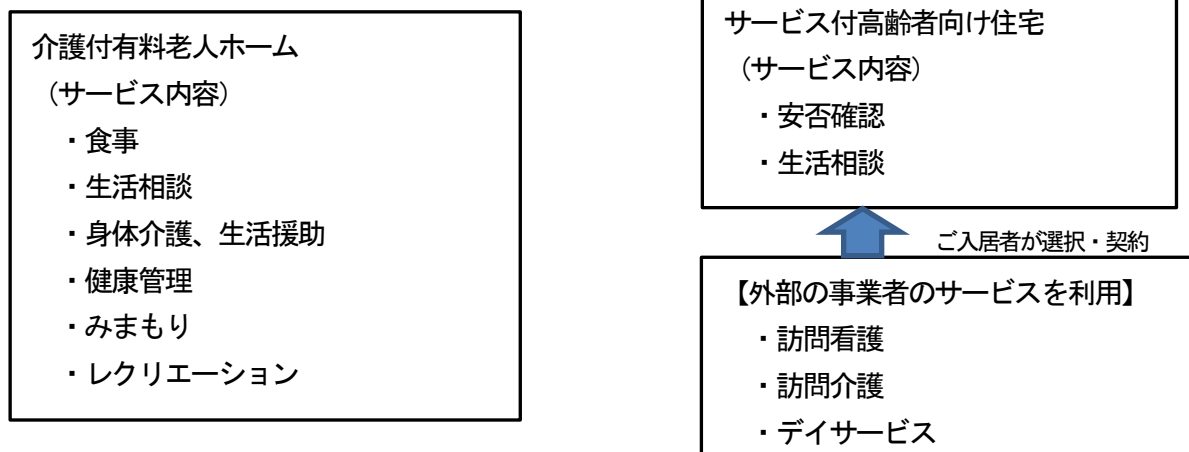 介護付有料老人ホーム
（サービス内容）
・食事
・生活相談
・身体介護、生活援助
・健康管理
・みまもり
・レクリエーション
サービス付高齢者向け住宅
（サービス内容）
・安否確認
・生活相談
ご入居者が選択・契約
【外部の事業者のサービスを利用】
・訪問看護
・訪問介護
・デイサービス